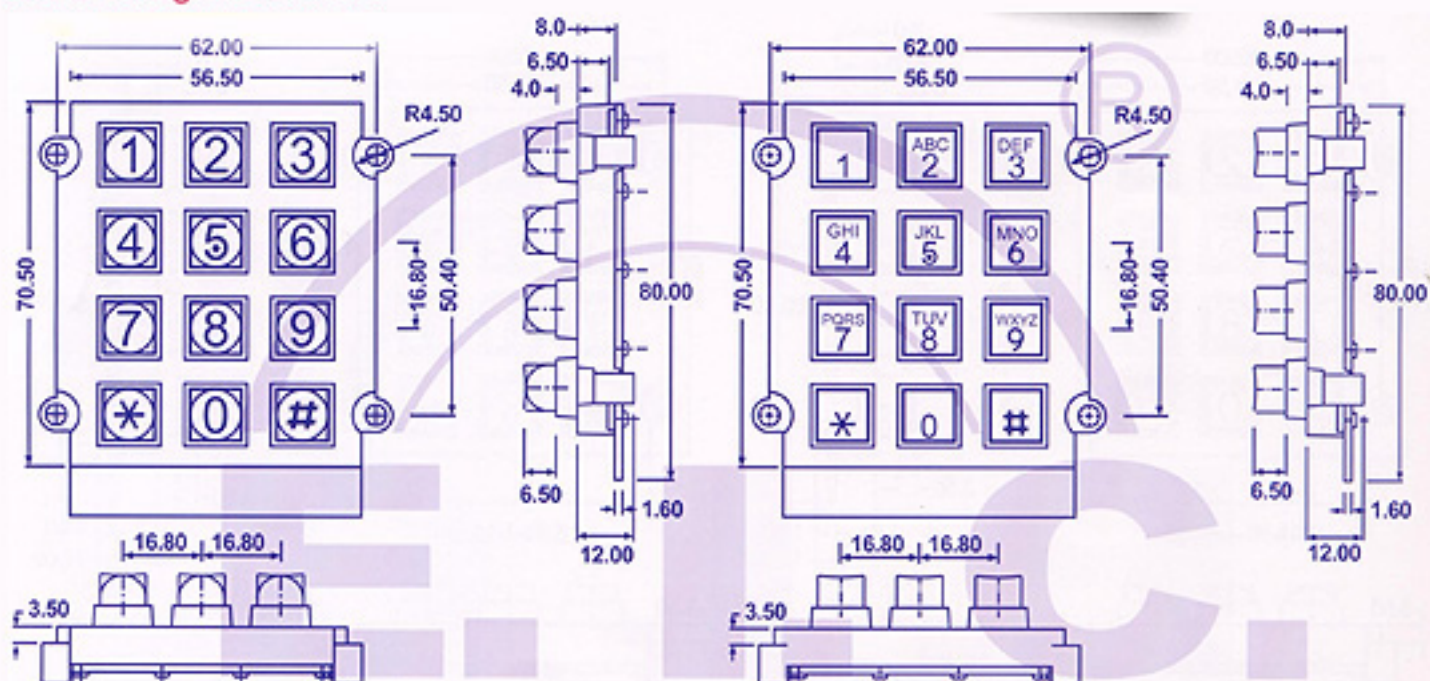 62.00
56.50
R4.50
1 2 3
4 5 6
7 8 9
* 0 #
70.50
16.80
50.40
8.0
6.50
4.0
80.00
6.50
1.60
12.00
16.80 16.80
3.50
62.00
56.50
R4.50
1
ABC
2
DEF
3
GHI
4
JKL
5
MNO
6
PQRS
7
TUV
8
WXYZ
9
* 0 #
70.50
16.80
50.40
8.0
6.50
4.0
80.00
6.50
1.60
12.00
16.80 16.80
3.50
R
E.I.C.